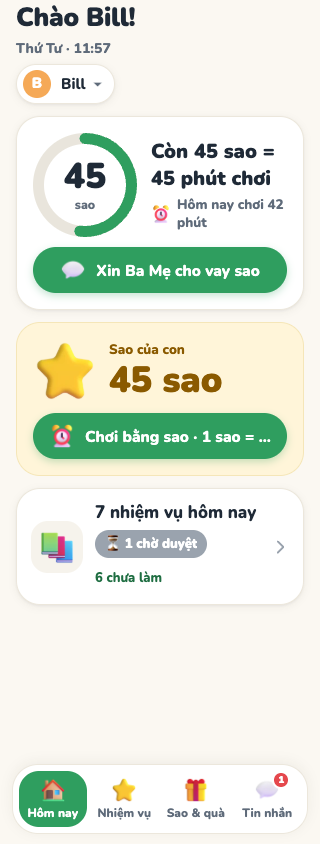 Chào Bill!
Thứ Tư · 11:57
B Bill
45
sao
Còn 45 sao =
45 phút chơi
Hôm nay chơi 42
phút
Xin Ba Mẹ cho vay sao
Sao của con
45 sao
Chơi bằng sao · 1 sao = ...
7 nhiệm vụ hôm nay
1 chờ duyệt
6 chưa làm
1
Hôm nay
Nhiệm vụ
Sao & quà
Tin nhắn